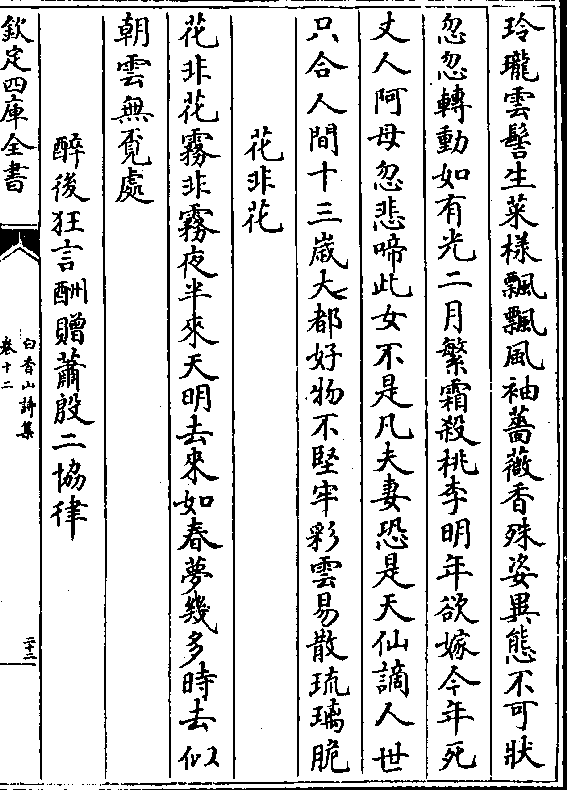 玲瓏雲髻生菜樣飄飄風袖薔薇香殊姿異態不可狀
忽忽轉動如有光二月繁霜殺桃李明年欲嫁今年死
丈人阿母忽悲啼此女不是凡夫妻恐是天仙謫人世
只合人間十三歲大都好物不堅牢彩雲易散琉璃脆
花非花
花非花霧非霧夜半來天明去來如春夢幾多時去似
朝雲無覓處
醉後狂言酬贈蕭殷二協律
欽定四庫全書
白香山詩集
卷十二
二十三